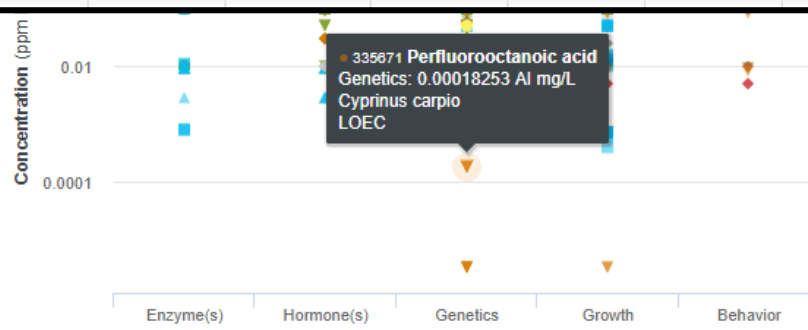 Concentration (ppm
0.01
0.0001
335671 Perfluorooctanoic acid
Genetics: 0.00018253 AI mg/L
Cyprinus carpio
LOEC
Enzyme(s)
Hormone(s)
Genetics
Growth
Behavior